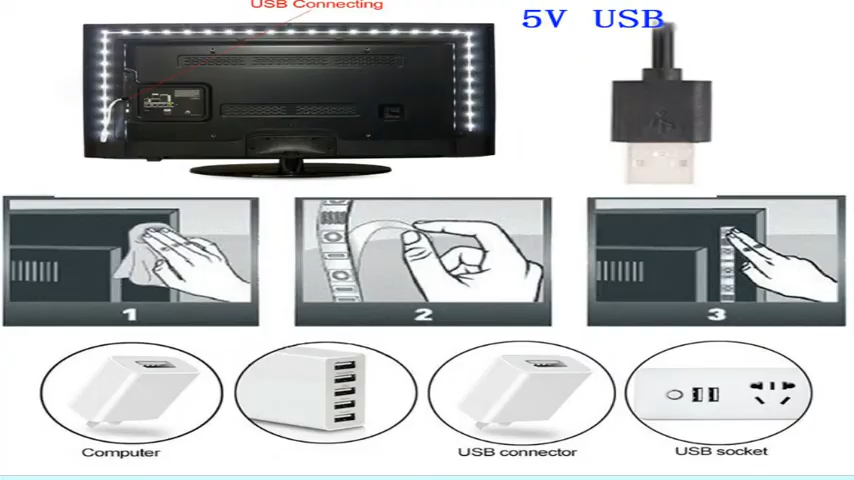 USB Connecting
5V USB
1
2
3
Computer
USB connector
USB socket